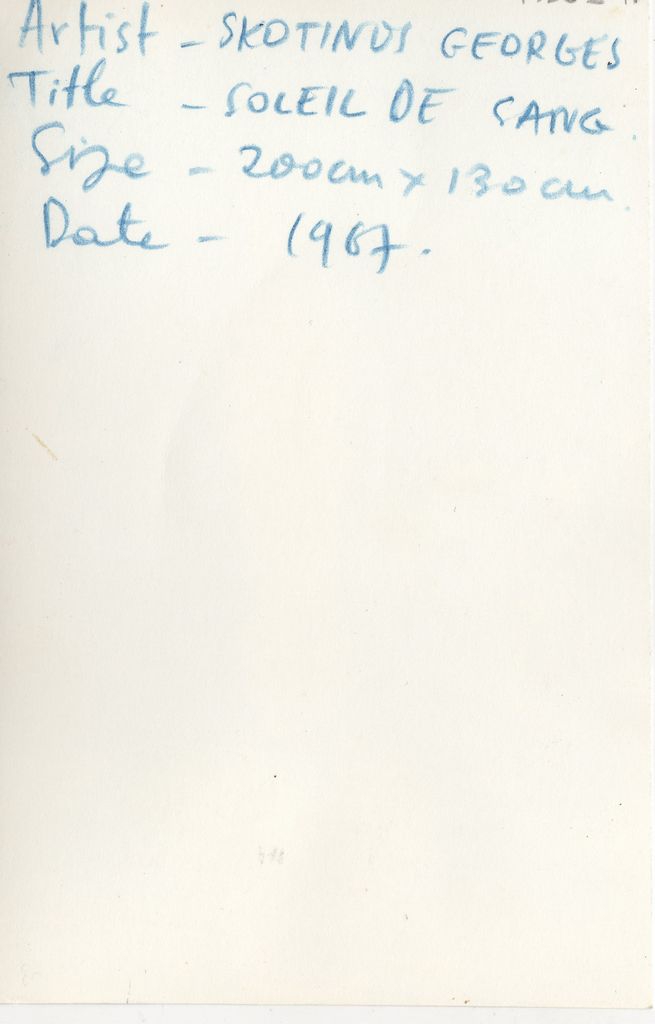 Artist - SKOTINOS GEORGES
Title - SOLEIL DE SANG.
Size - 200cm x 130cm.
Date - 1967.